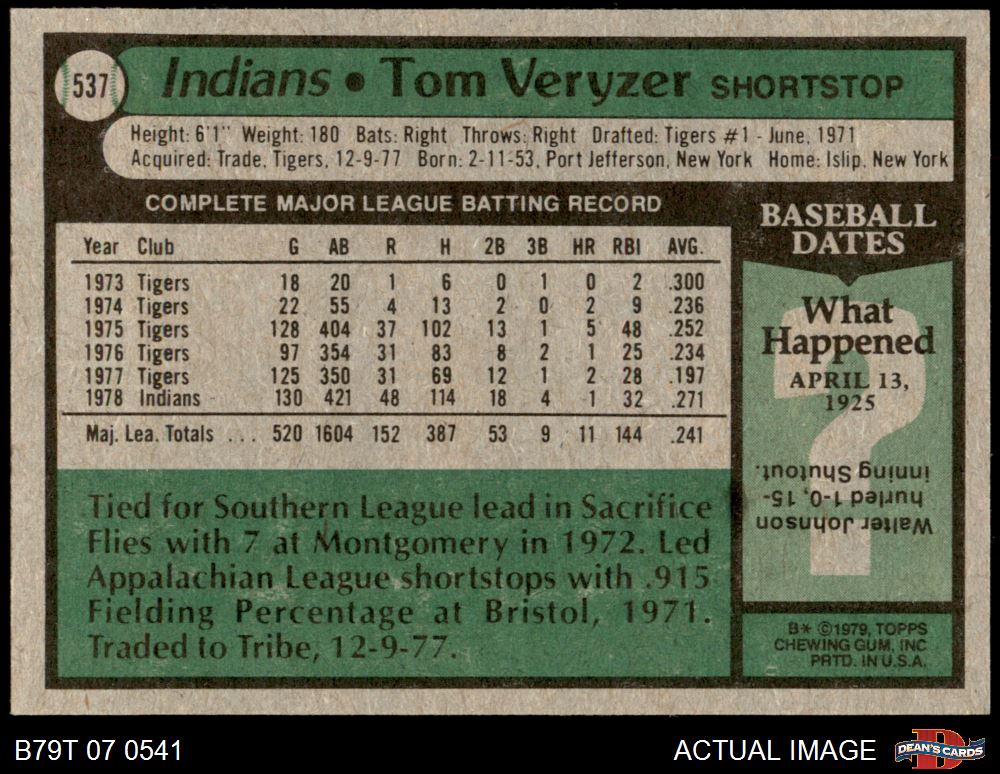 537
Indians • Tom Veryzer SHORTSTOP
Height: 6'1" Weight: 180 Bats: Right Throws: Right Drafted: Tigers #1 - June, 1971
Acquired: Trade, Tigers, 12-9-77 Born: 2-11-53, Port Jefferson, New York Home: Islip, New York
COMPLETE MAJOR LEAGUE BATTING RECORD
Year Club G AB R H 2B 3B HR RBI AVG.
1973 Tigers 18 20 1 6 0 1 0 2 .300
1974 Tigers 22 55 4 13 2 0 2 9 .236
1975 Tigers 128 404 37 102 13 1 5 48 .252
1976 Tigers 97 354 31 83 8 2 1 25 .234
1977 Tigers 125 350 31 69 12 1 2 28 .197
1978 Indians 130 421 48 114 18 4 1 32 .271
Maj. Lea. Totals ... 520 1604 152 387 53 9 11 144 .241
Tied for Southern League lead in Sacrifice
Flies with 7 at Montgomery in 1972. Led
Appalachian League shortstops with .915
Fielding Percentage at Bristol, 1971.
Traded to Tribe, 12-9-77.
BASEBALL
DATES
What
Happened
APRIL 13,
1925
?
Walter Johnson
hurled 1-0, 15-
inning Shutout.
B* ©1979, TOPPS
CHEWING GUM, INC
PRTD. IN U.S.A.
B79T 07 0541
ACTUAL IMAGE
DEAN'S CARDS